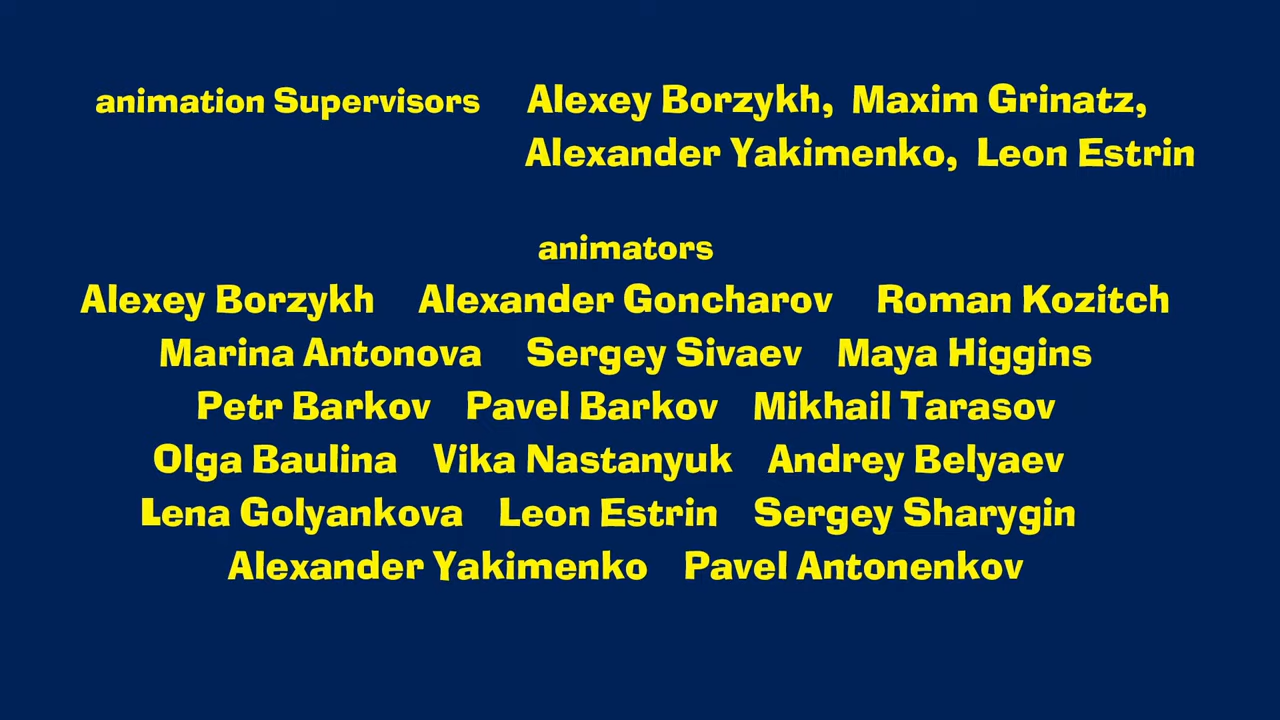 animation Supervisors Alexey Borzykh, Maxim Grinatz,
Alexander Yakimenko, Leon Estrin
animators
Alexey Borzykh Alexander Goncharov Roman Kozitch
Marina Antonova Sergey Sivaev Maya Higgins
Petr Barkov Pavel Barkov Mikhail Tarasov
Olga Baulina Vika Nastanyuk Andrey Belyaev
Lena Golyankova Leon Estrin Sergey Sharygin
Alexander Yakimenko Pavel Antonenkov